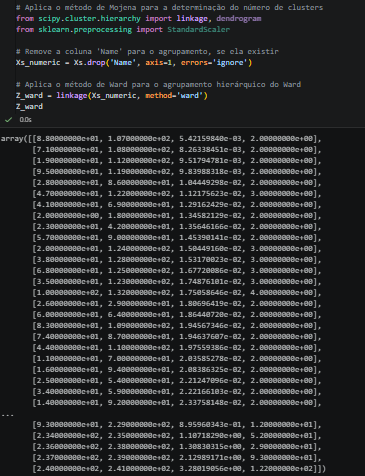 # Aplica o método de Mojena para a determinação do número de clusters
from scipy.cluster.hierarchy import linkage, dendrogram
from sklearn.preprocessing import StandardScaler
# Remove a coluna 'Name' para o agrupamento, se ela existir
Xs_numeric = Xs.drop('Name', axis=1, errors='ignore')
# Aplica o método de Ward para o agrupamento hierárquico do Ward
Z_ward = linkage(Xs_numeric, method='ward')
Z_ward
0.0s
array([[8.80000000e+01, 1.07000000e+02, 5.42159840e-03, 2.00000000e+00],
[7.10000000e+01, 1.08000000e+02, 8.26338451e-03, 2.00000000e+00],
[1.90000000e+01, 1.12000000e+02, 9.51794781e-03, 2.00000000e+00],
[9.50000000e+01, 1.19000000e+02, 9.83988318e-03, 2.00000000e+00],
[2.80000000e+01, 8.60000000e+01, 1.04449298e-02, 2.00000000e+00],
[4.70000000e+01, 1.22000000e+02, 1.12175623e-02, 3.00000000e+00],
[4.10000000e+01, 6.90000000e+01, 1.29162429e-02, 2.00000000e+00],
[2.00000000e+00, 1.80000000e+01, 1.34582129e-02, 2.00000000e+00],
[2.30000000e+01, 4.20000000e+01, 1.35646166e-02, 2.00000000e+00],
[5.70000000e+01, 9.00000000e+01, 1.45390141e-02, 2.00000000e+00],
[2.00000000e+01, 1.24000000e+02, 1.50449160e-02, 3.00000000e+00],
[3.80000000e+01, 1.28000000e+02, 1.53170023e-02, 3.00000000e+00],
[6.80000000e+01, 1.25000000e+02, 1.67720086e-02, 3.00000000e+00],
[3.50000000e+01, 1.23000000e+02, 1.74876301e-02, 3.00000000e+00],
[1.00000000e+02, 1.32000000e+02, 1.75058646e-02, 4.00000000e+00],
[2.60000000e+01, 2.90000000e+01, 1.80696419e-02, 2.00000000e+00],
[6.00000000e+01, 6.40000000e+01, 1.86440720e-02, 2.00000000e+00],
[8.30000000e+01, 1.09000000e+02, 1.94567346e-02, 2.00000000e+00],
[7.40000000e+01, 8.70000000e+01, 1.94637607e-02, 2.00000000e+00],
[4.40000000e+01, 1.10000000e+02, 1.97559386e-02, 2.00000000e+00],
[1.10000000e+01, 7.00000000e+01, 2.03585278e-02, 2.00000000e+00],
[1.60000000e+01, 9.40000000e+01, 2.08386325e-02, 2.00000000e+00],
[2.50000000e+01, 5.40000000e+01, 2.21247096e-02, 2.00000000e+00],
[3.40000000e+01, 5.90000000e+01, 2.22166103e-02, 2.00000000e+00],
[1.40000000e+01, 9.20000000e+01, 2.33758148e-02, 2.00000000e+00],
...
[9.30000000e+01, 2.29000000e+02, 8.95960343e-01, 1.20000000e+01],
[2.34000000e+02, 2.35000000e+02, 1.10718290e+00, 5.20000000e+01],
[2.36000000e+02, 2.38000000e+02, 1.30830315e+00, 2.90000000e+01],
[2.37000000e+02, 2.39000000e+02, 2.12989171e+00, 9.30000000e+01],
[2.40000000e+02, 2.41000000e+02, 3.28019056e+00, 1.22000000e+02]])